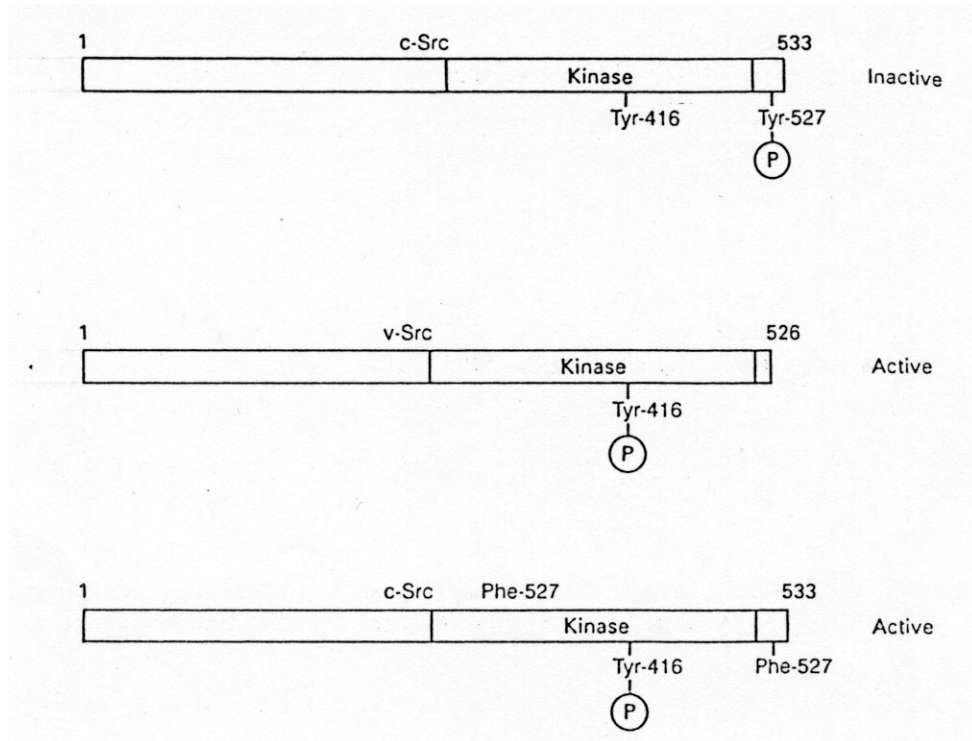 1 c-Src 533
Kinase Inactive
Tyr-416 Tyr-527
P
1 v-Src 526
Kinase Active
Tyr-416
P
1 c-Src Phe-527 533
Kinase Active
Tyr-416 Phe-527
P